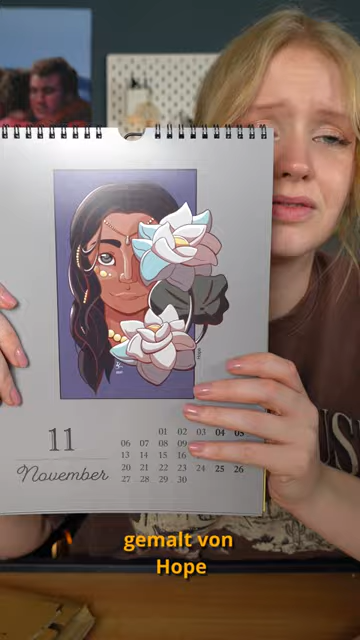 Hope
11
November
01 02 03 04 05
06 07 08 09
13 14 15 16
20 21 22 23 24 25 26
27 28 29 30
gemalt von
Hope